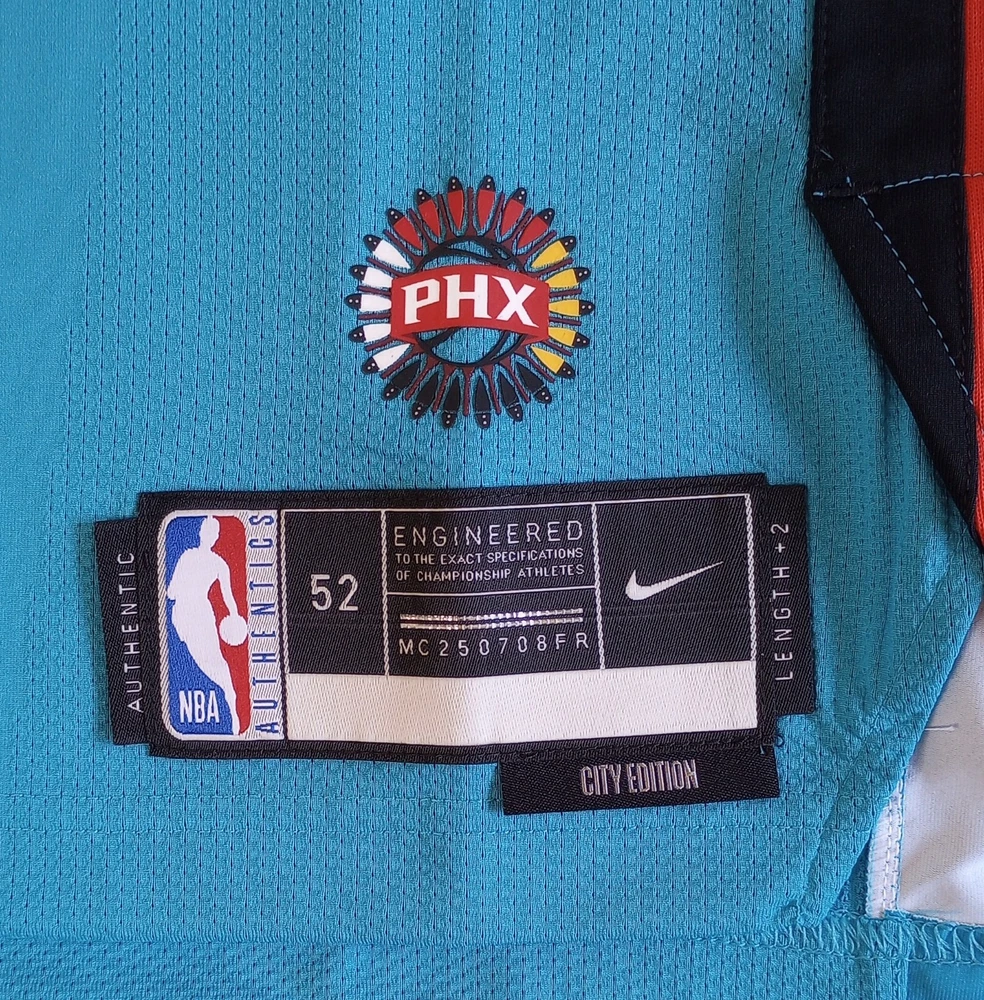 PHX
AUTHENTIC
NBA
AUTHENTICS
52
ENGINEERED
TO THE EXACT SPECIFICATIONS
OF CHAMPIONSHIP ATHLETES
MC250708FR
LENGTH+2
CITY EDITION